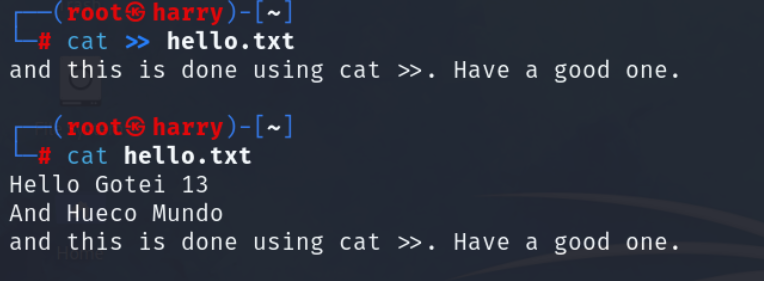 ┌──(root㉿harry)-[~]
└─# cat >> hello.txt
and this is done using cat >>. Have a good one.
┌──(root㉿harry)-[~]
└─# cat hello.txt
Hello Gotei 13
And Hueco Mundo
and this is done using cat >>. Have a good one.
Home